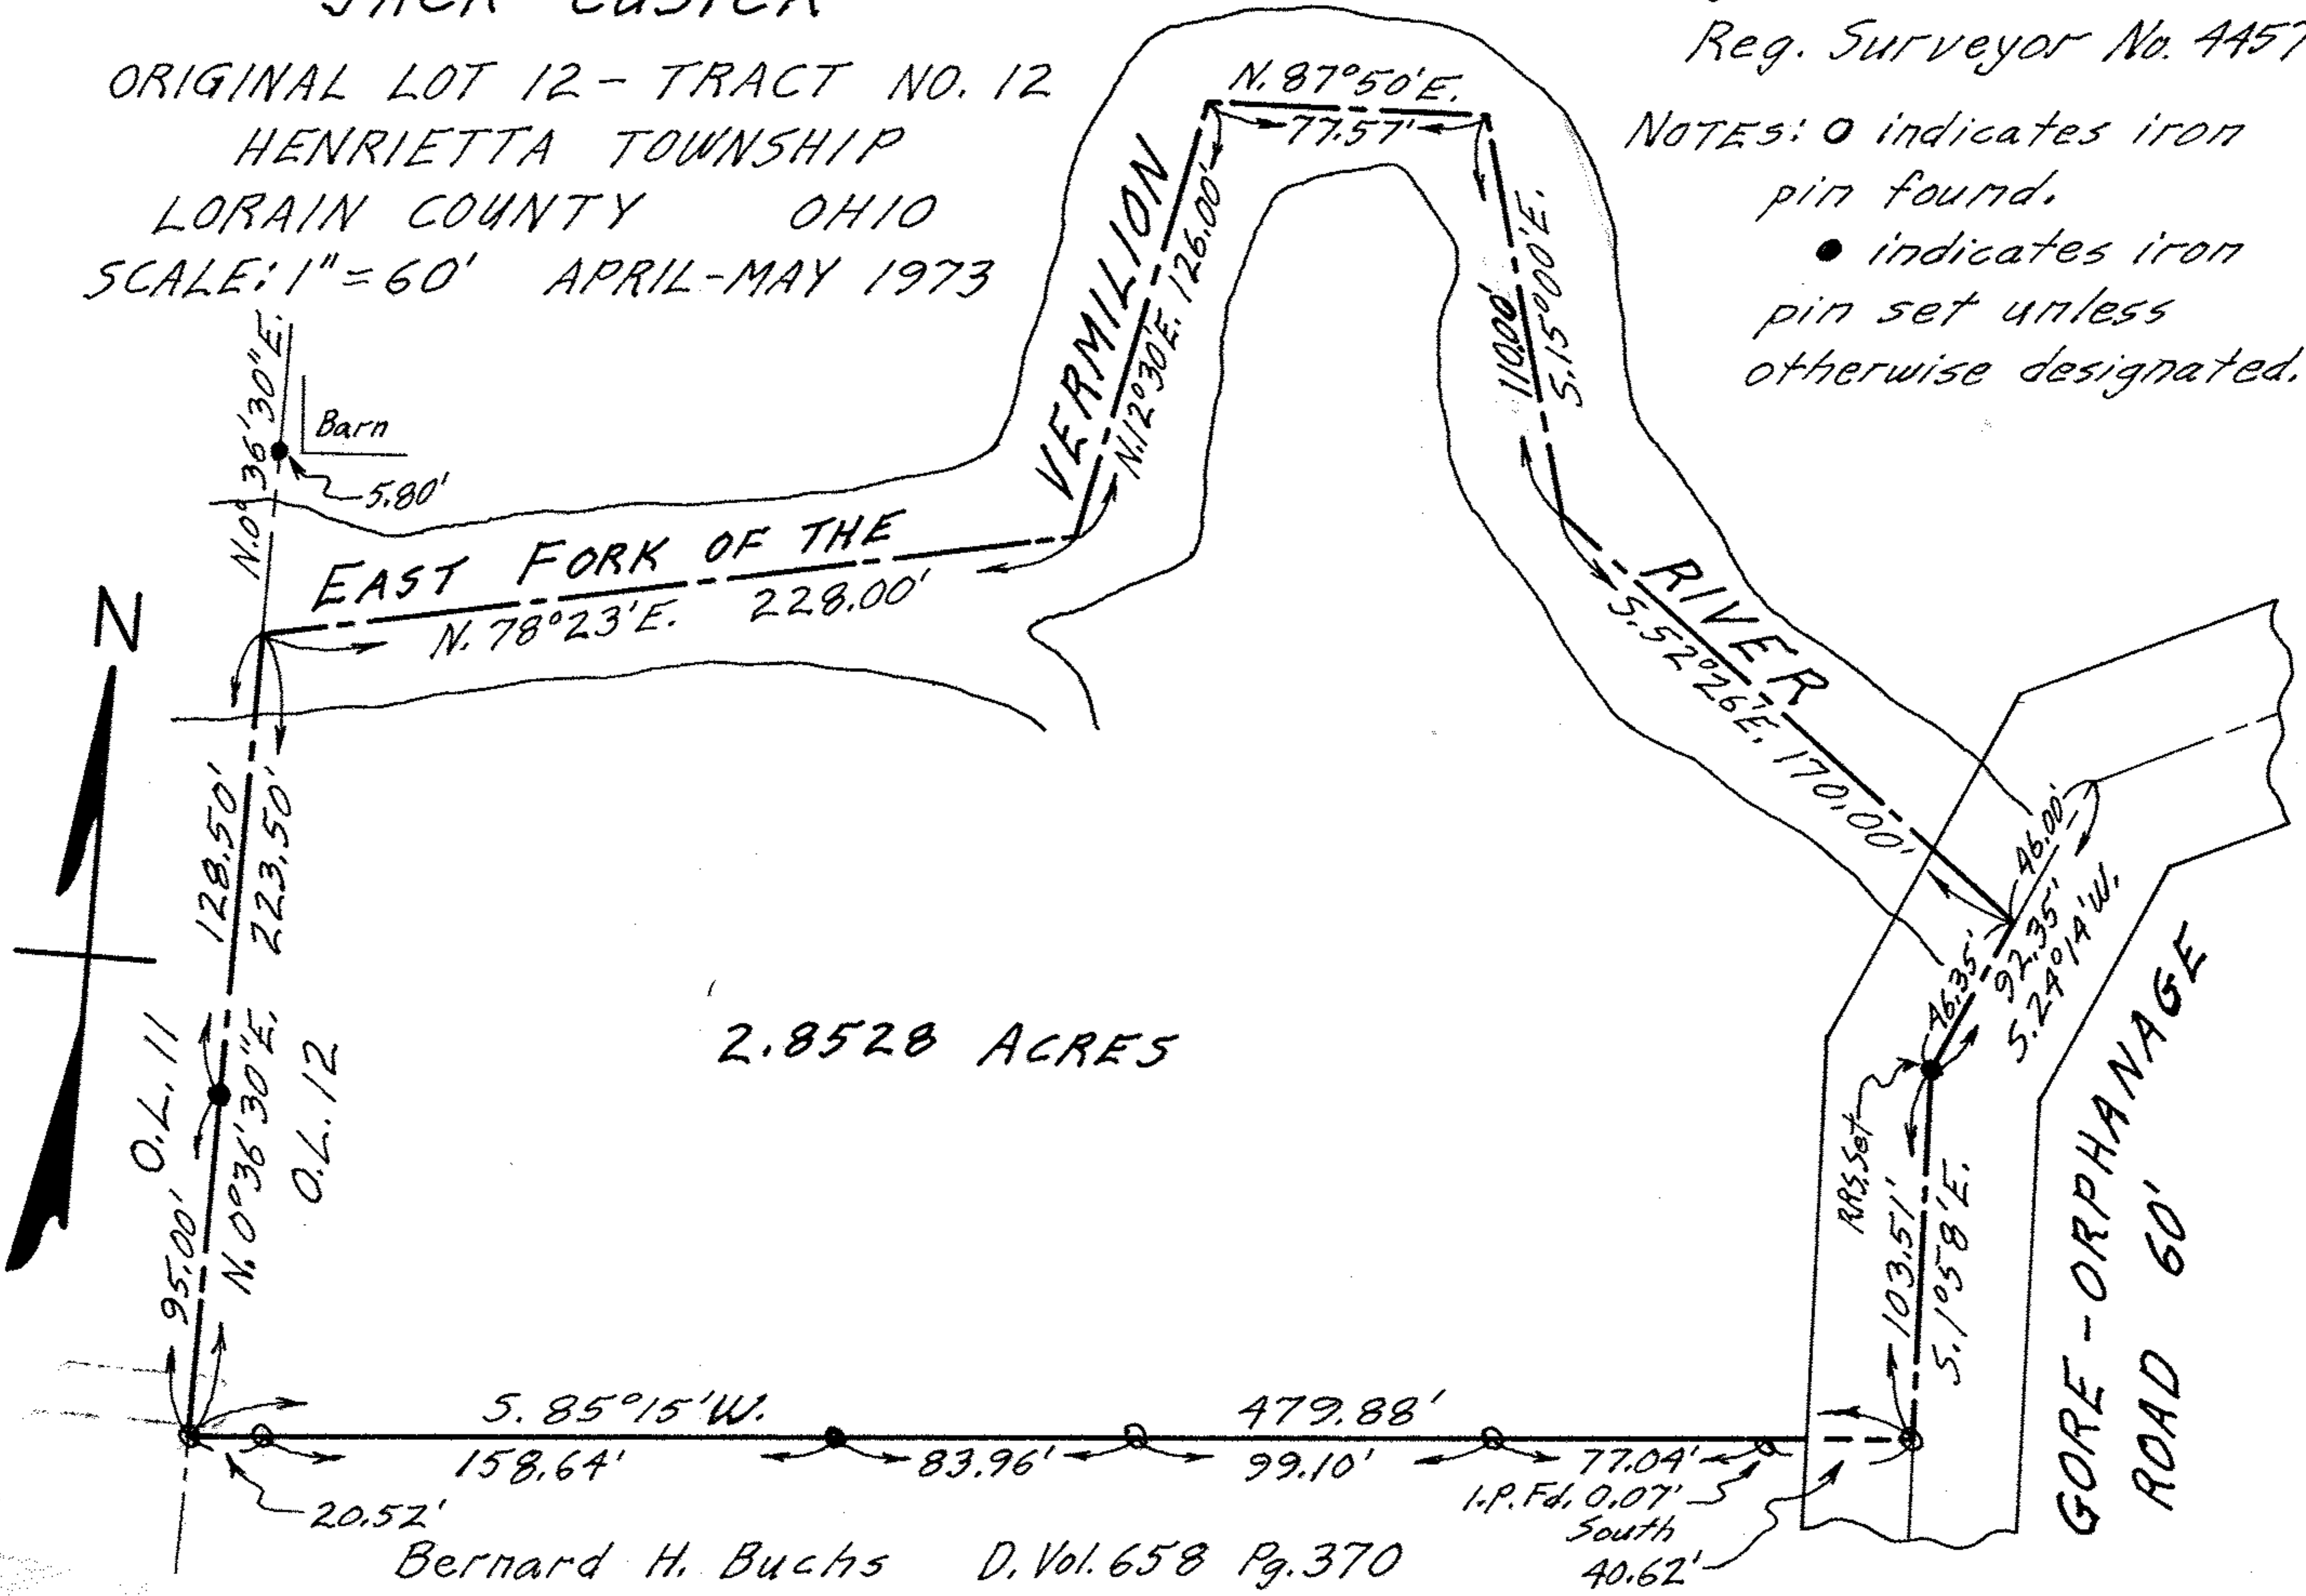 JACK CUSICK
ORIGINAL LOT 12 - TRACT NO. 12
HENRIETTA TOWNSHIP
LORAIN COUNTY OHIO
SCALE: 1" = 60' APRIL-MAY 1973
Reg. Surveyor No. 4457
NOTES: o indicates iron
pin found.
● indicates iron
pin set unless
otherwise designated.
N. 87°50'E.
77.57'
VERMILION
N. 12°30'E. 126.00'
110.00'
S. 15°00'E.
N. 0°36'30"E.
Barn
5.80'
EAST FORK OF THE
N. 78°23'E. 228.00'
RIVER
S. 52°26'E. 170.00'
N
128.50'
223.50'
46.00'
92.35'
S. 24°14'W.
46.35'
O.L. 11
N. 0°36'30"E.
O.L. 12
95.00'
2.8528 ACRES
R.R.S. Set
103.51'
S. 1°58'E.
GORE - ORPHANAGE
ROAD 60'
S. 85°15'W. 479.88'
158.64' 83.96' 99.10' 77.04'
20.52'
I.P. Fd. 0.07'
South
40.62'
Bernard H. Buchs D. Vol. 658 Pg. 370